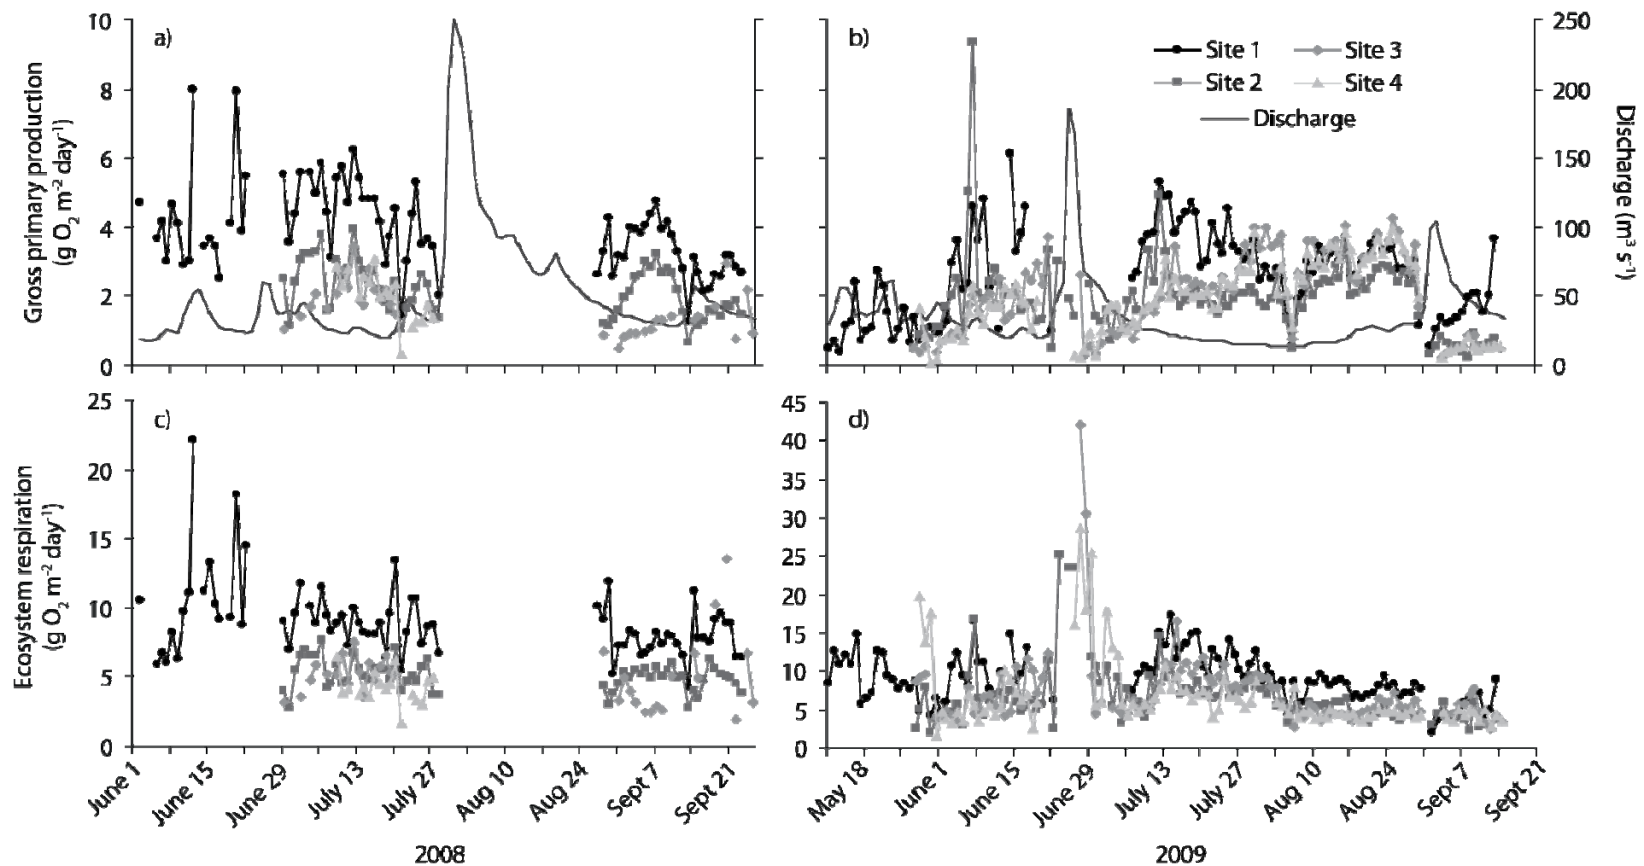 a)
10
8
6
4
2
0
Gross primary production
(g O2 m-2 day-1)
b)
Site 1
Site 3
Site 2
Site 4
Discharge
250
200
150
100
50
0
Discharge (m3 s-1)
c)
25
20
15
10
5
0
Ecosystem respiration
(g O2 m-2 day-1)
d)
45
40
35
30
25
20
15
10
5
0
June 1
June 15
June 29
July 13
July 27
Aug 10
Aug 24
Sept 7
Sept 21
2008
May 18
June 1
June 15
June 29
July 13
July 27
Aug 10
Aug 24
Sept 7
Sept 21
2009